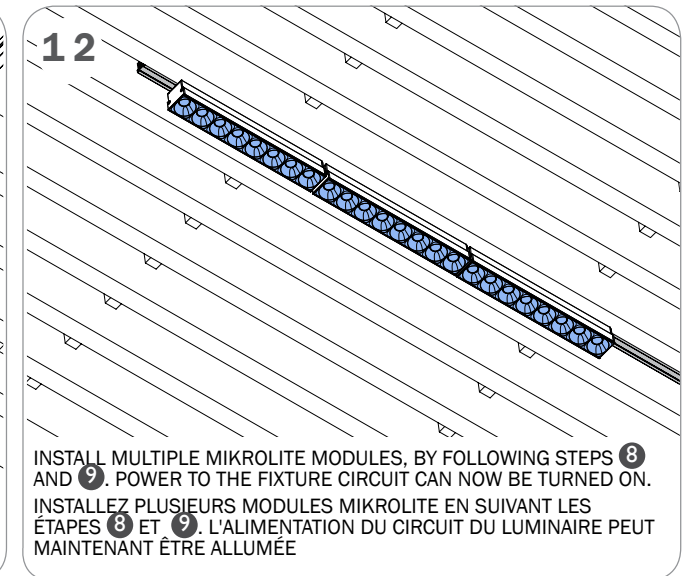 12
INSTALL MULTIPLE MIKROLITE MODULES, BY FOLLOWING STEPS 8
AND 9. POWER TO THE FIXTURE CIRCUIT CAN NOW BE TURNED ON.
INSTALLEZ PLUSIEURS MODULES MIKROLITE EN SUIVANT LES
ÉTAPES 8 ET 9. L'ALIMENTATION DU CIRCUIT DU LUMINAIRE PEUT
MAINTENANT ÊTRE ALLUMÉE